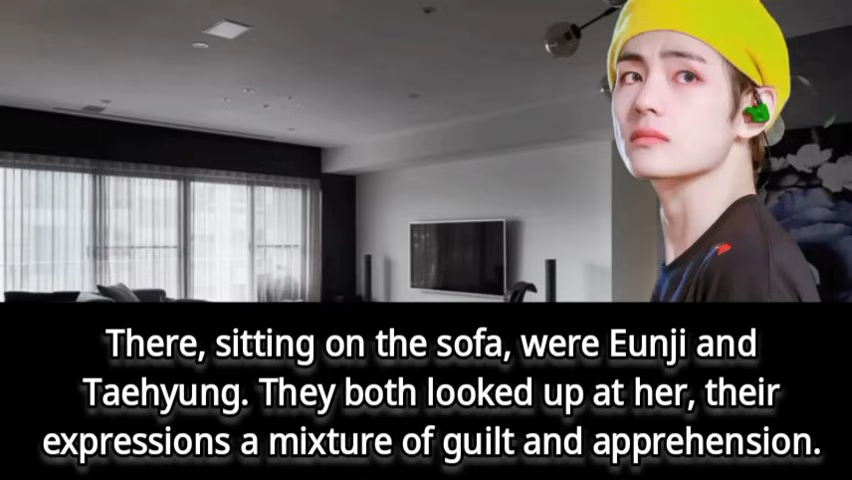 There, sitting on the sofa, were Eunji and
Taehyung. They both looked up at her, their
expressions a mixture of guilt and apprehension.